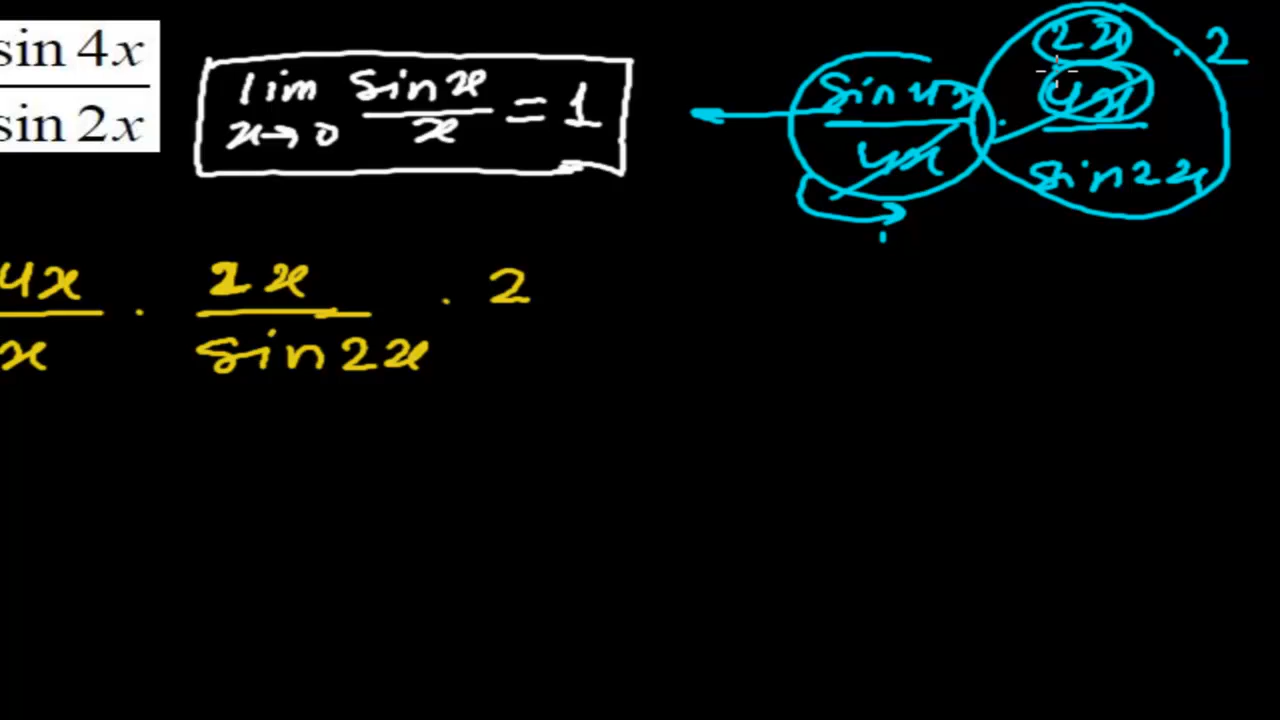 sin 4x
sin 2x
lim sin x
x→0 x = 1
2x · 2
sin 4x · 4x
4x sin 2x
4x · 2x · 2
x sin 2x